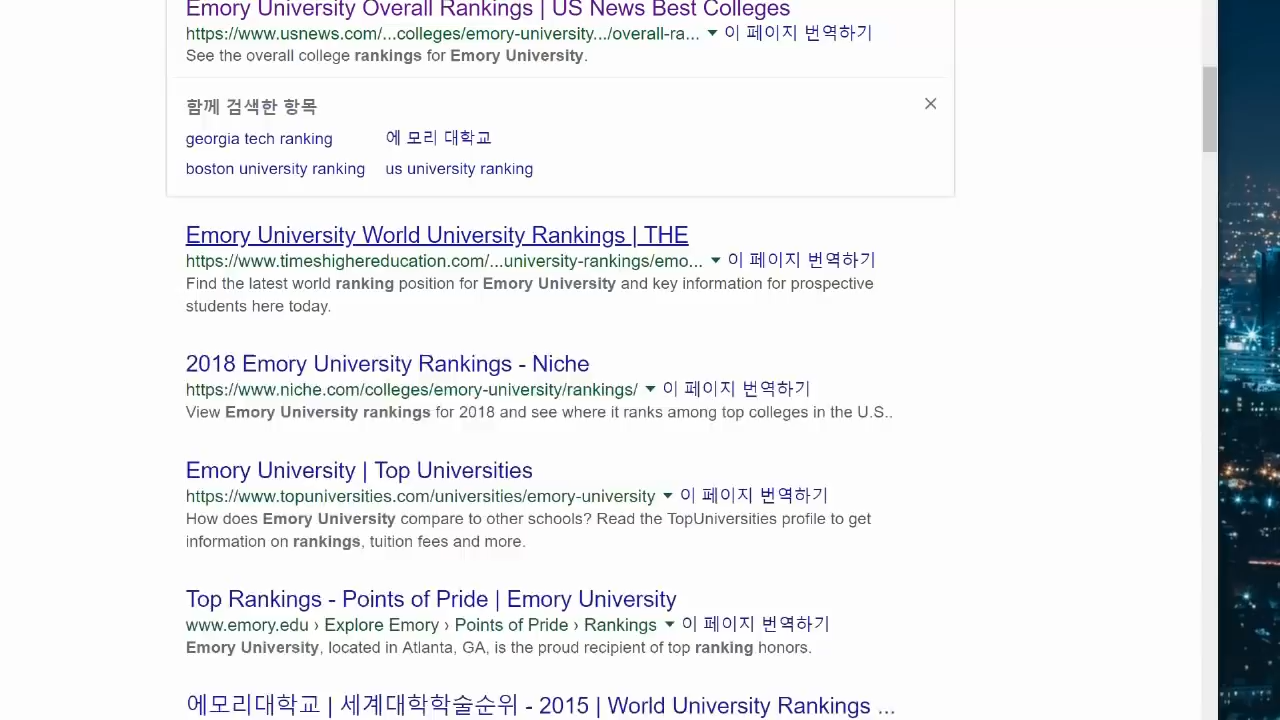 Emory University Overall Rankings | US News Best Colleges
https://www.usnews.com/...colleges/emory-university.../overall-ra... 이 페이지 번역하기
See the overall college rankings for Emory University.
함께 검색한 항목
georgia tech ranking 에 모리 대학교
boston university ranking us university ranking
Emory University World University Rankings | THE
https://www.timeshighereducation.com/...university-rankings/emo... 이 페이지 번역하기
Find the latest world ranking position for Emory University and key information for prospective
students here today.
2018 Emory University Rankings - Niche
https://www.niche.com/colleges/emory-university/rankings/ 이 페이지 번역하기
View Emory University rankings for 2018 and see where it ranks among top colleges in the U.S..
Emory University | Top Universities
https://www.topuniversities.com/universities/emory-university 이 페이지 번역하기
How does Emory University compare to other schools? Read the TopUniversities profile to get
information on rankings, tuition fees and more.
Top Rankings - Points of Pride | Emory University
www.emory.edu › Explore Emory › Points of Pride › Rankings 이 페이지 번역하기
Emory University, located in Atlanta, GA, is the proud recipient of top ranking honors.
에모리대학교 | 세계대학학술순위 - 2015 | World University Rankings ...